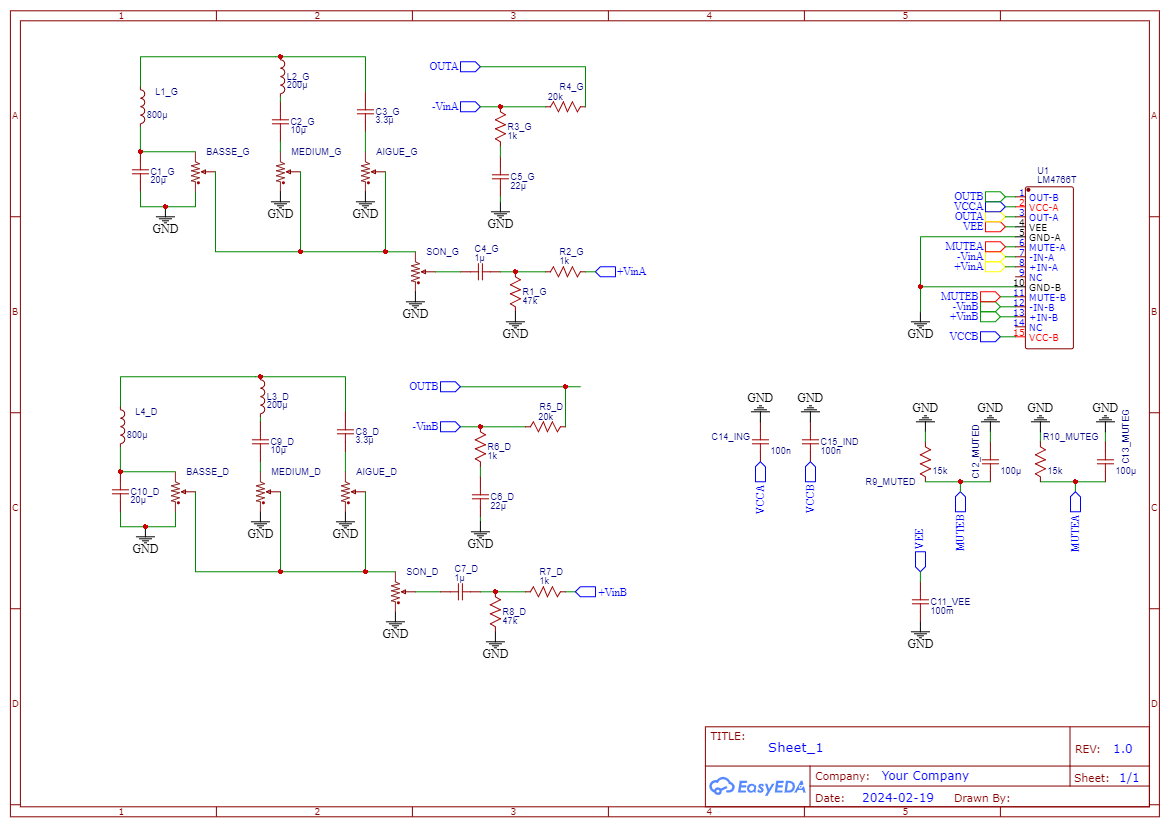 1 2 3 4 5
A
B
C
D
A
B
C
D
1 2 3 4 5
L1_G
800µ
L2_G
200µ
C3_G
3.3µ
C2_G
10µ
C1_G
20µ
BASSE_G
MEDIUM_G
AIGUE_G
GND
GND
GND
OUTA
-VinA
R4_G
20k
R3_G
1k
C5_G
22µ
GND
SON_G
GND
C4_G
1µ
R2_G
1k
+VinA
R1_G
47k
GND
L4_D
800µ
L3_D
200µ
C8_D
3.3µ
C9_D
10µ
C10_D
20µ
BASSE_D
MEDIUM_D
AIGUE_D
GND
GND
GND
OUTB
-VinB
R5_D
20k
R6_D
1k
C6_D
22µ
GND
SON_D
GND
C7_D
1µ
R7_D
1k
+VinB
R8_D
47k
GND
U1
LM4766T
OUTB 1 OUT-B
VCCA 2 VCC-A
OUTA 3 OUT-A
VEE 4 VEE
5 GND-A
MUTEA 6 MUTE-A
-VinA 7 -IN-A
+VinA 8 +IN-A
9 NC
10 GND-B
MUTEB 11 MUTE-B
-VinB 12 -IN-B
+VinB 13 +IN-B
14 NC
VCCB 15 VCC-B
GND
GND
C14_ING
100n
VCCA
GND
C15_IND
100n
VCCB
GND
R9_MUTED
15k
GND
C12_MUTED
100µ
MUTEB
GND
R10_MUTEG
15k
GND
C13_MUTEG
100µ
MUTEA
VEE
C11_VEE
100m
GND
TITLE:
Sheet_1
REV: 1.0
EasyEDA
Company: Your Company
Sheet: 1/1
Date: 2024-02-19 Drawn By: